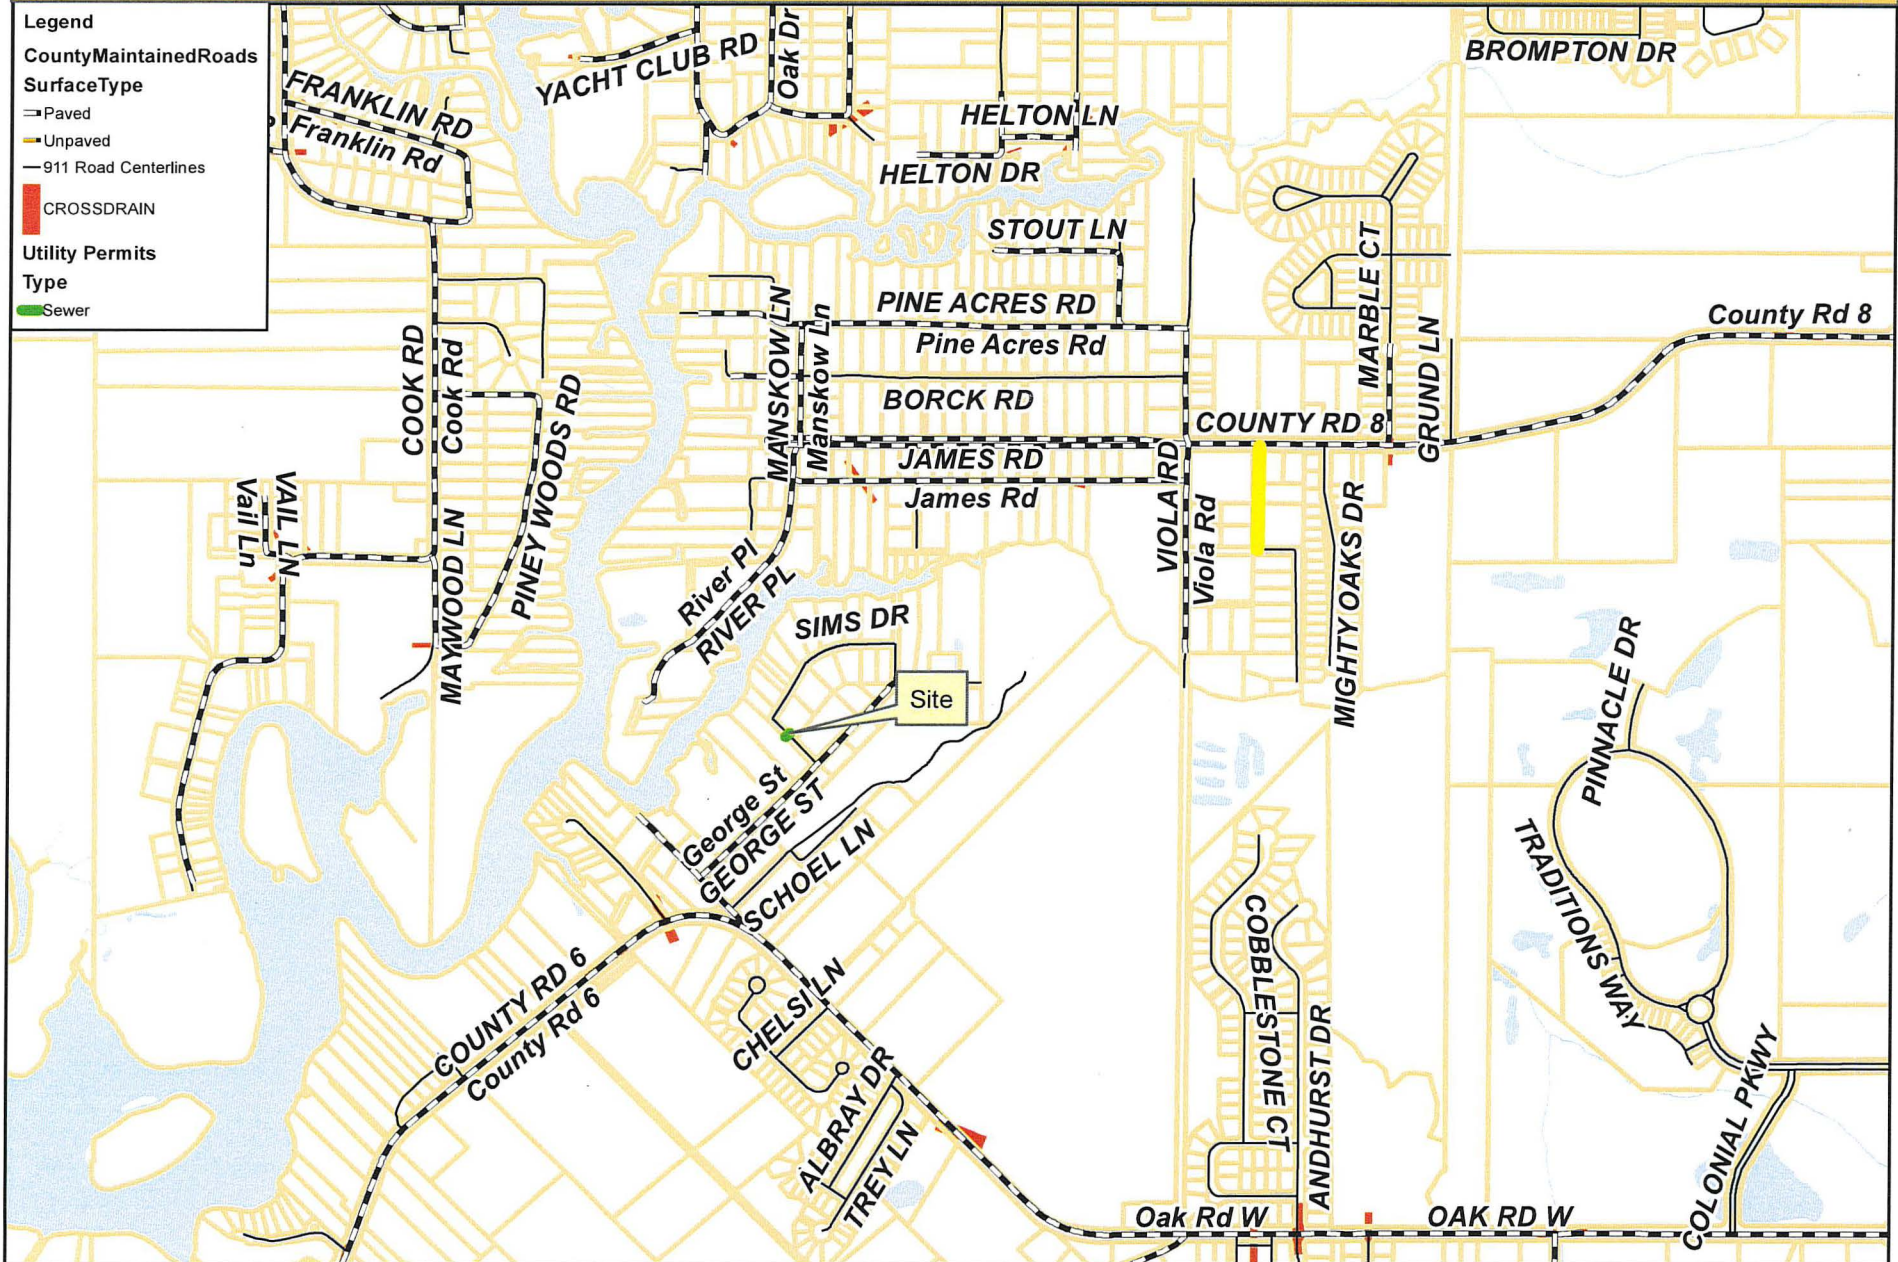 Legend
CountyMaintainedRoads
SurfaceType
Paved
Unpaved
911 Road Centerlines
CROSSDRAIN
Utility Permits
Type
Sewer
FRANKLIN RD
Franklin Rd
YACHT CLUB RD
Oak Dr
HELTON LN
HELTON DR
BROMPTON DR
STOUT LN
PINE ACRES RD
Pine Acres Rd
MANSKOW LN
Manskow Ln
BORCK RD
COUNTY RD 8
County Rd 8
MARBLE CT
GRUND LN
COOK RD
Cook Rd
PINEY WOODS RD
JAMES RD
James Rd
VIOLA RD
Viola Rd
MIGHTY OAKS DR
VAIL LN
Vail Ln
MAYWOOD LN
River Pl
RIVER PL
SIMS DR
Site
PINNACLE DR
George St
GEORGE ST
SCHOEL LN
TRADITIONS WAY
COBBLESTONE CT
COUNTY RD 6
County Rd 6
CHELSI LN
ALBRAY DR
TREY LN
ANDHURST DR
COLONIAL PKWY
Oak Rd W
OAK RD W